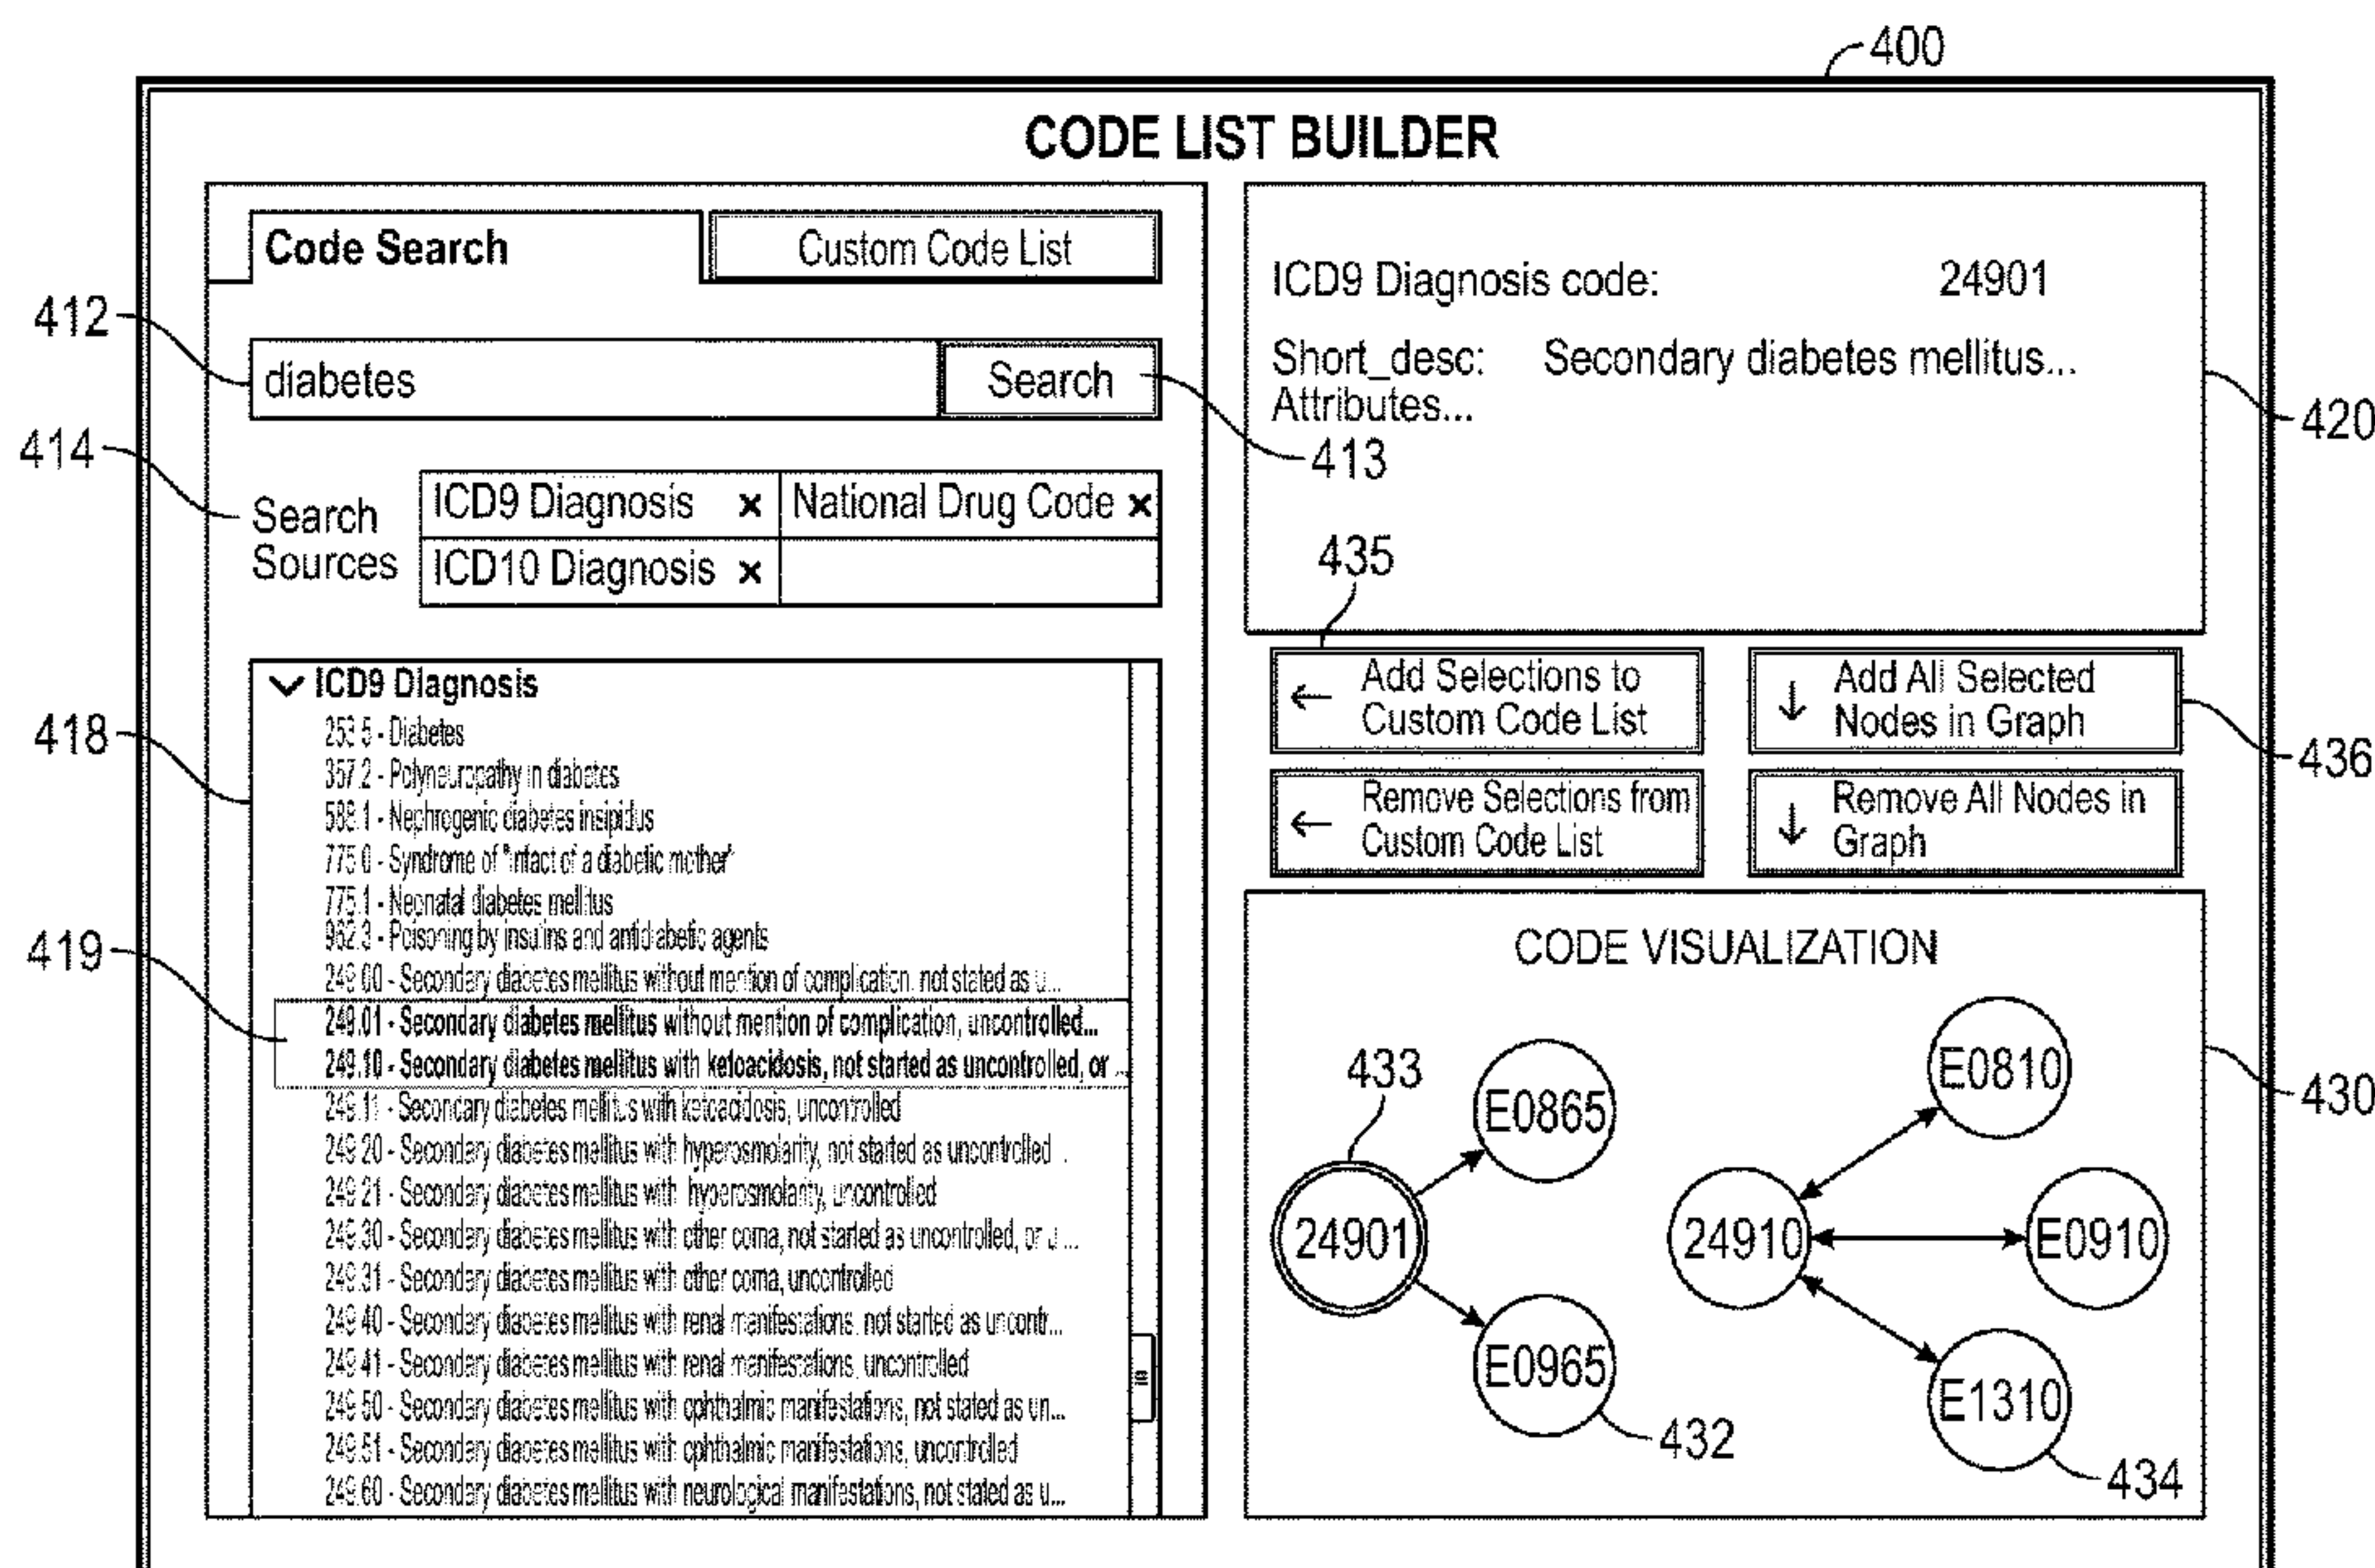 400
CODE LIST BUILDER
Code Search
Custom Code List
412
diabetes
Search
413
414
Search
Sources
ICD9 Diagnosis x
National Drug Code x
ICD10 Diagnosis x
418
ICD9 Diagnosis
253.5 - Diabetes
357.2 - Polyneuropathy in diabetes
588.1 - Nephrogenic diabetes insipidus
775.0 - Syndrome of "infact of a diabetic mother"
775.1 - Neonatal diabetes mellitus
962.3 - Poisoning by insulins and antidiabetic agents
419
249.00 - Secondary diabetes mellitus without mention of complication, not stated as u...
249.01 - Secondary diabetes mellitus without mention of complication, uncontrolled...
249.10 - Secondary diabetes mellitus with ketoacidosis, not started as uncontrolled, or ...
249.11 - Secondary diabetes mellitus with ketoacidosis, uncontrolled
249.20 - Secondary diabetes mellitus with hyperosmolarity, not started as uncontrolled ..
249.21 - Secondary diabetes mellitus with hyperosmolarity, uncontrolled
249.30 - Secondary diabetes mellitus with other coma, not started as uncontrolled, or u ...
249.31 - Secondary diabetes mellitus with other coma, uncontrolled
249.40 - Secondary diabetes mellitus with renal manifestations, not started as uncontr...
249.41 - Secondary diabetes mellitus with renal manifestations, uncontrolled
249.50 - Secondary diabetes mellitus with ophthalmic manifestations, not stated as un...
249.51 - Secondary diabetes mellitus with ophthalmic manifestations, uncontrolled
249.60 - Secondary diabetes mellitus with neurological manifestations, not stated as u...
ICD9 Diagnosis code: 24901
Short_desc: Secondary diabetes mellitus...
Attributes...
420
435
← Add Selections to
Custom Code List
↓ Add All Selected
Nodes in Graph
436
← Remove Selections from
Custom Code List
↓ Remove All Nodes in
Graph
CODE VISUALIZATION
433
E0865
E0810
430
24901
24910
E0910
E0965
E1310
432
434